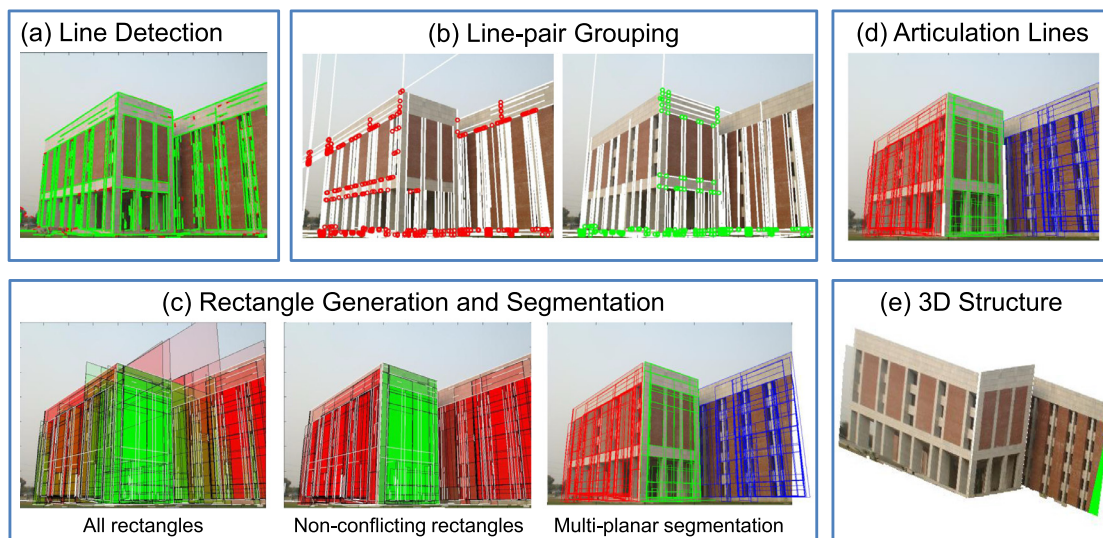 (a) Line Detection
(b) Line-pair Grouping
(d) Articulation Lines
(c) Rectangle Generation and Segmentation
All rectangles
Non-conflicting rectangles
Multi-planar segmentation
(e) 3D Structure